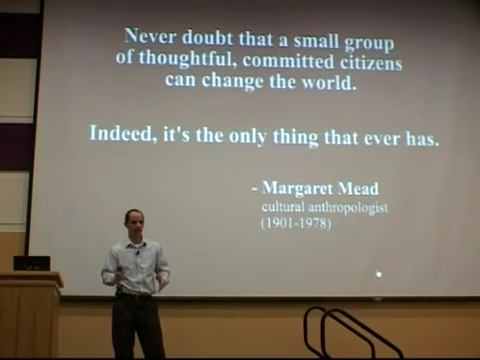 Never doubt that a small group
of thoughtful, committed citizens
can change the world.
Indeed, it's the only thing that ever has.
- Margaret Mead
cultural anthropologist
(1901-1978)